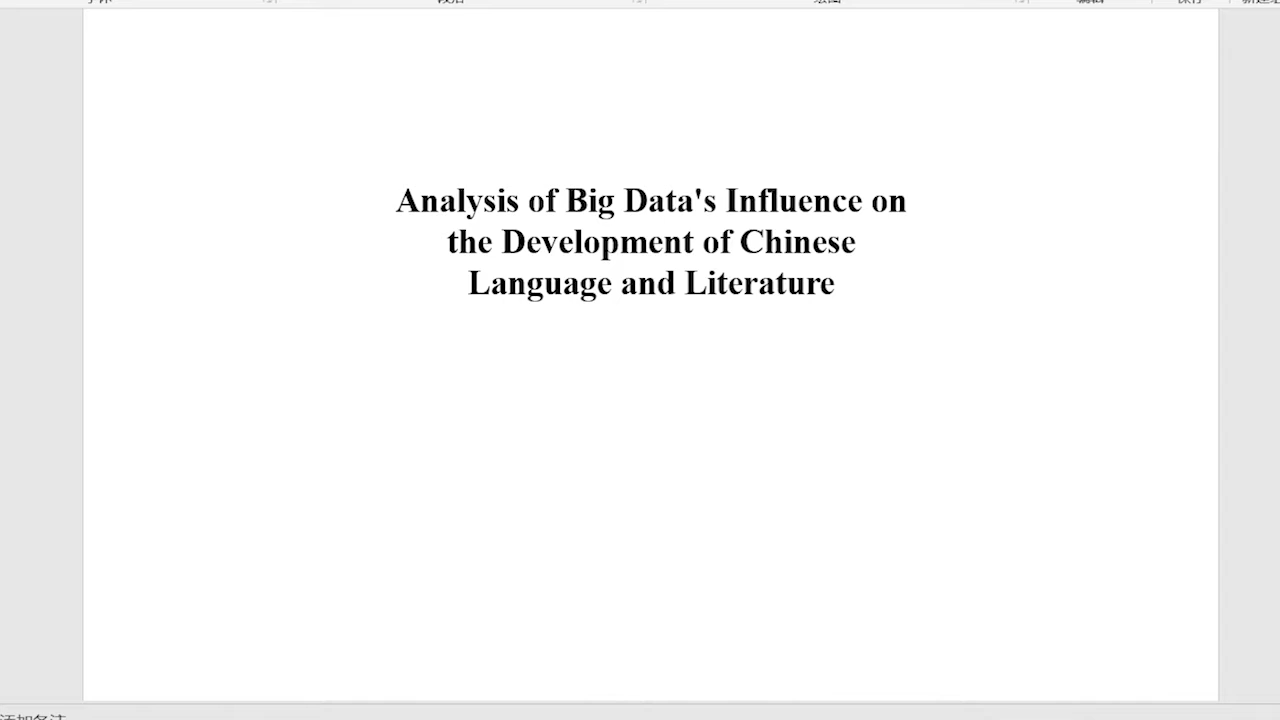 Analysis of Big Data's Influence on
the Development of Chinese
Language and Literature